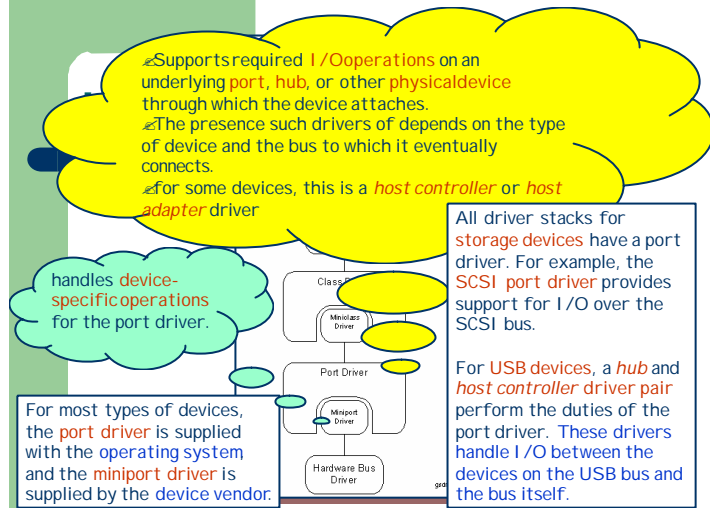 Supports required I/Ooperations on an
underlying port, hub, or other physicaldevice
through which the device attaches.
The presence such drivers of depends on the type
of device and the bus to which it eventually
connects.
for some devices, this is a host controller or host
adapter driver
handles device-
specific operations
for the port driver.
Miniclass
Driver
Port Driver
Miniport
Driver
Hardware Bus
Driver
For most types of devices,
the port driver is supplied
with the operating system,
and the miniport driver is
supplied by the device vendor.
All driver stacks for
storage devices have a port
driver. For example, the
SCSI port driver provides
support for I/O over the
SCSI bus.
For USB devices, a hub and
host controller driver pair
perform the duties of the
port driver. These drivers
handle I/O between the
devices on the USB bus and
the bus itself.